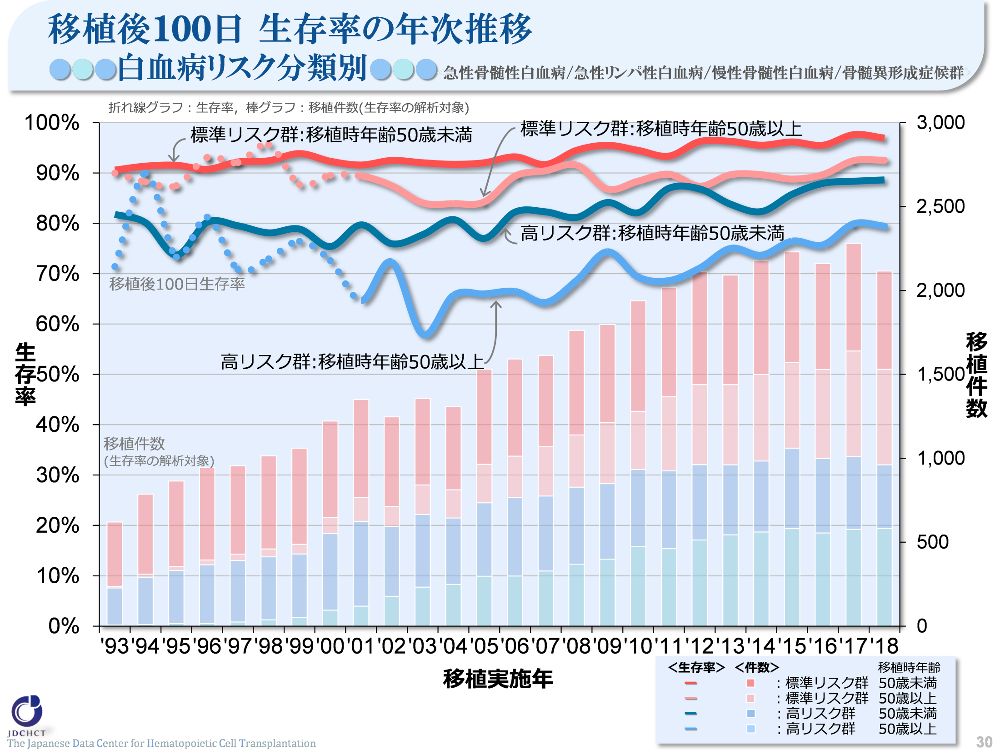 移植後100日 生存率の年次推移
白血病リスク分類別 <急性骨髄性白血病/急性リンパ性白血病/慢性骨髄性白血病/骨髄異形成症候群>
折れ線グラフ：生存率，棒グラフ：移植件数(生存率の解析対象)
標準リスク群:移植時年齢50歳未満
標準リスク群:移植時年齢50歳以上
高リスク群:移植時年齢50歳未満
移植後100日生存率
高リスク群:移植時年齢50歳以上
移植件数
(生存率の解析対象)
生存率
100%
90%
80%
70%
60%
50%
40%
30%
20%
10%
0%
移植件数
3,000
2,500
2,000
1,500
1,000
500
0
'93 '94 '95 '96 '97 '98 '99 '00 '01 '02 '03 '04 '05 '06 '07 '08 '09 '10 '11 '12 '13 '14 '15 '16 '17 '18
移植実施年
＜生存率＞ ＜件数＞ 移植時年齢
：標準リスク群 50歳未満
：標準リスク群 50歳以上
：高リスク群 50歳未満
：高リスク群 50歳以上
JDCHCT
The Japanese Data Center for Hematopoietic Cell Transplantation
30